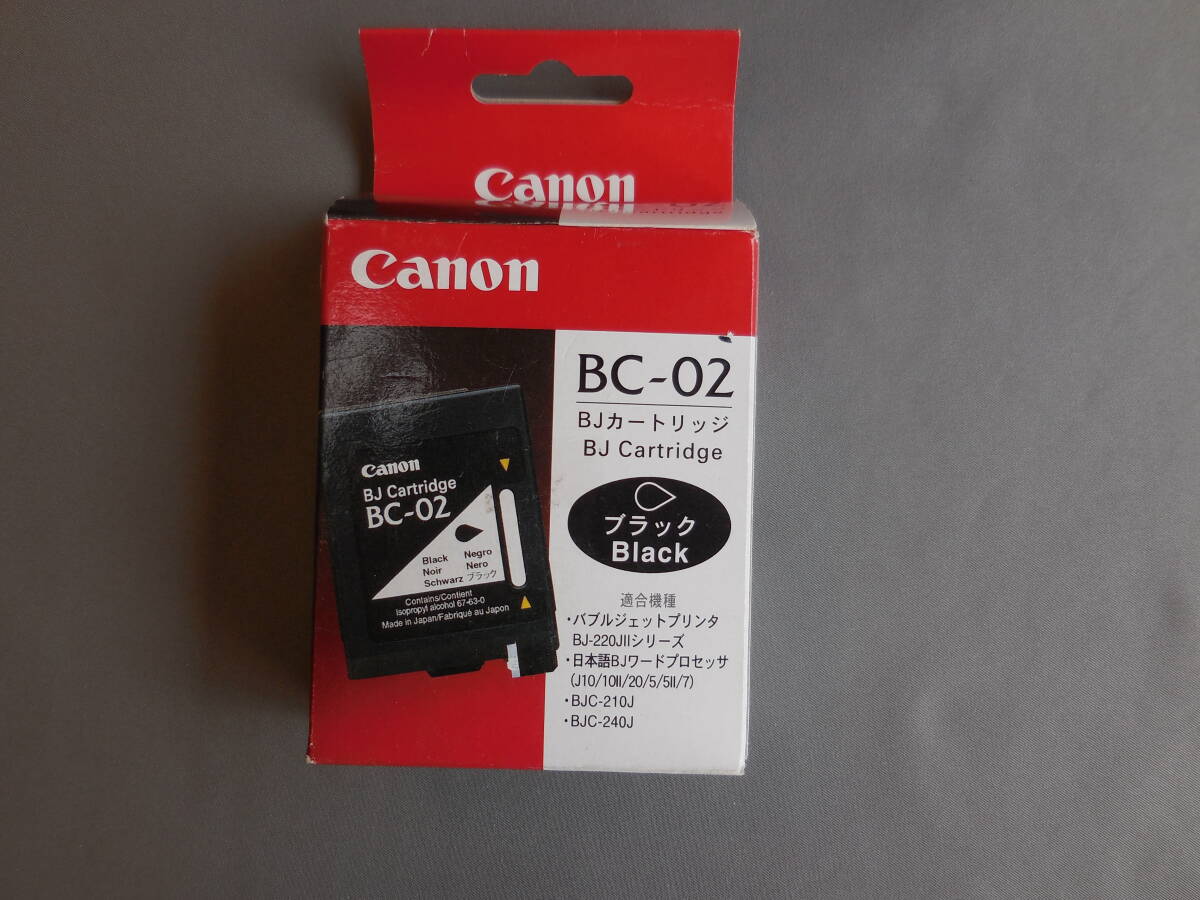 Canon
Cartridge
Canon
BC-02
BJカートリッジ
BJ Cartridge
ブラック
Black
適合機種
・バブルジェットプリンタ
BJ-220JIIシリーズ
・日本語BJワードプロセッサ
(J10/10II/20/5/5II/7)
・BJC-210J
・BJC-240J
Canon
BJ Cartridge
BC-02
Black Negro
Noir Nero
Schwarz ブラック
Contains/Contient
Isopropyl alcohol 67-63-0
Made in Japan/Fabriqué au Japon